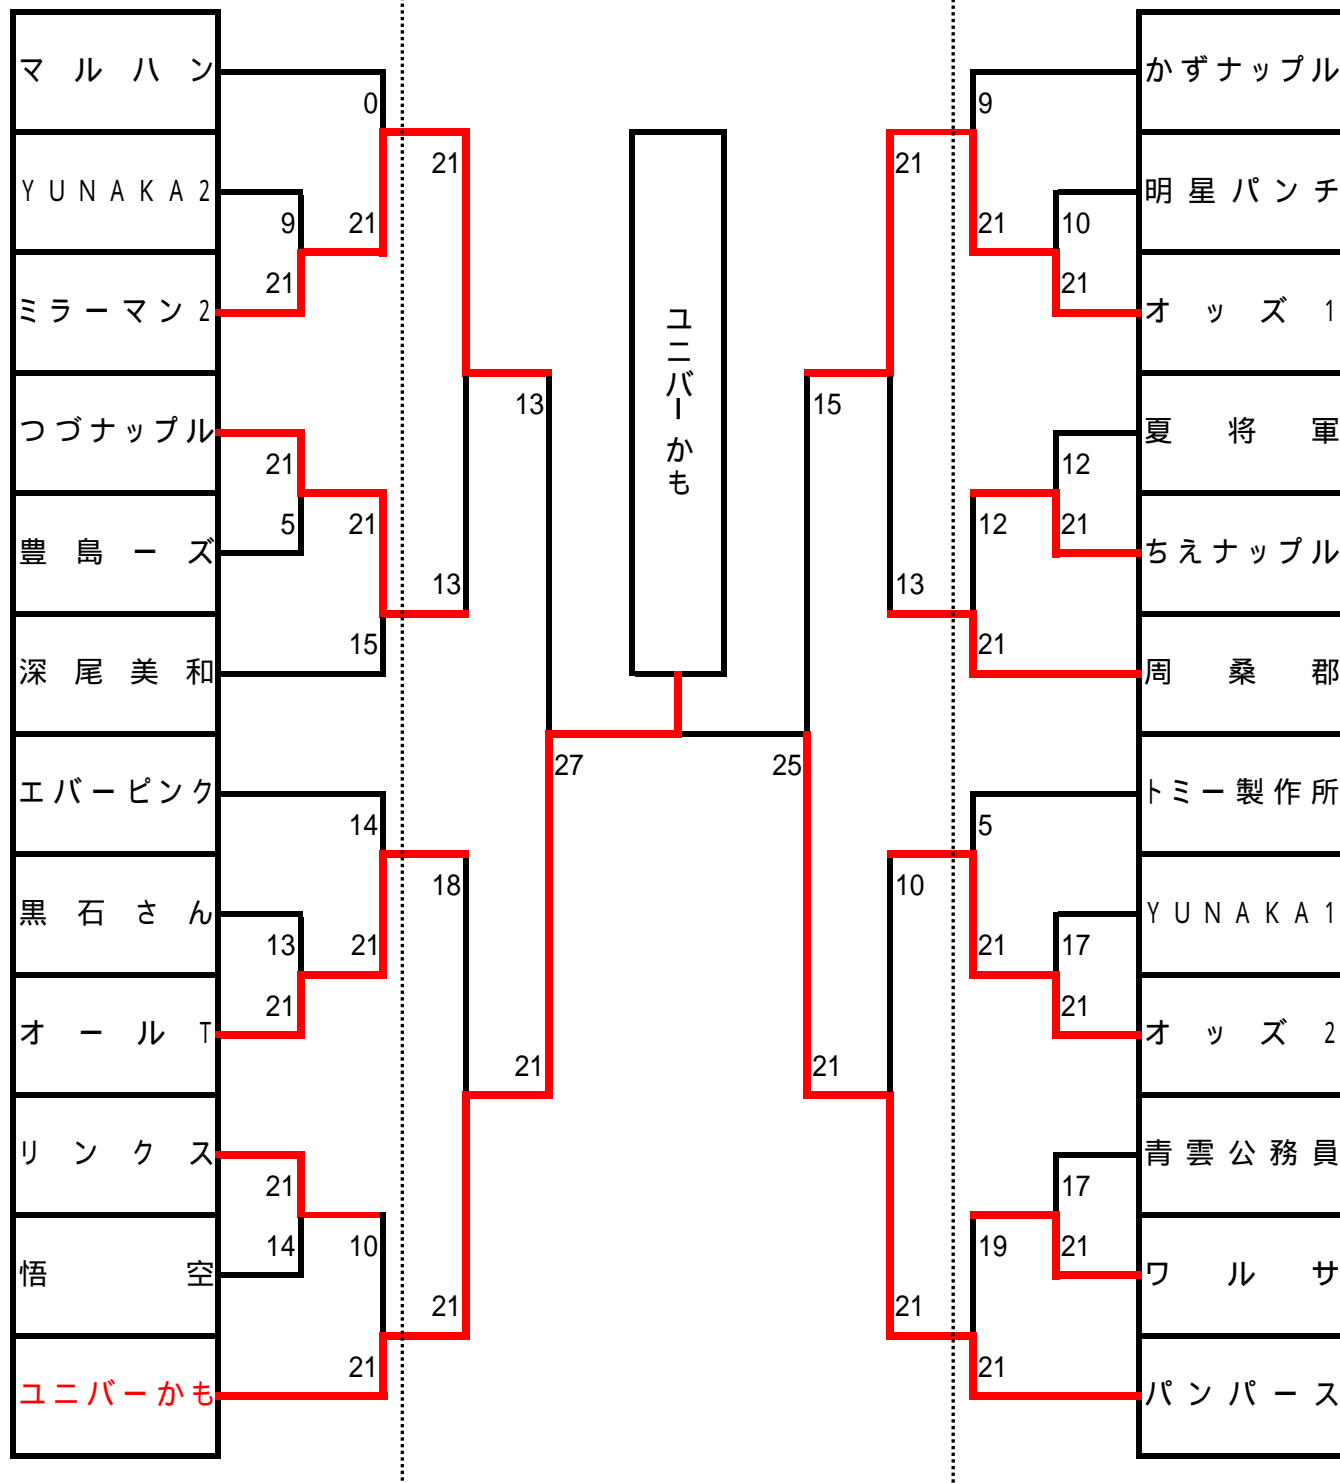 マルハン
YUNAKA2
ミラーマン2
つづナップル
豊島ーズ
深尾美和
エバーピンク
黒石さん
オールT
リンクス
悟空
ユニバーかも
0
9
21
21
21
5
21
15
14
13
21
21
21
14
10
21
21
13
18
21
13
21
27
ユニバーかも
25
15
21
21
13
10
21
9
21
10
21
12
12
21
21
5
21
17
21
19
17
21
21
かずナップル
明星パンチ
オッズ1
夏将軍
ちえナップル
周桑郡
トミー製作所
YUNAKA1
オッズ2
青雲公務員
ワルサ
パンパース